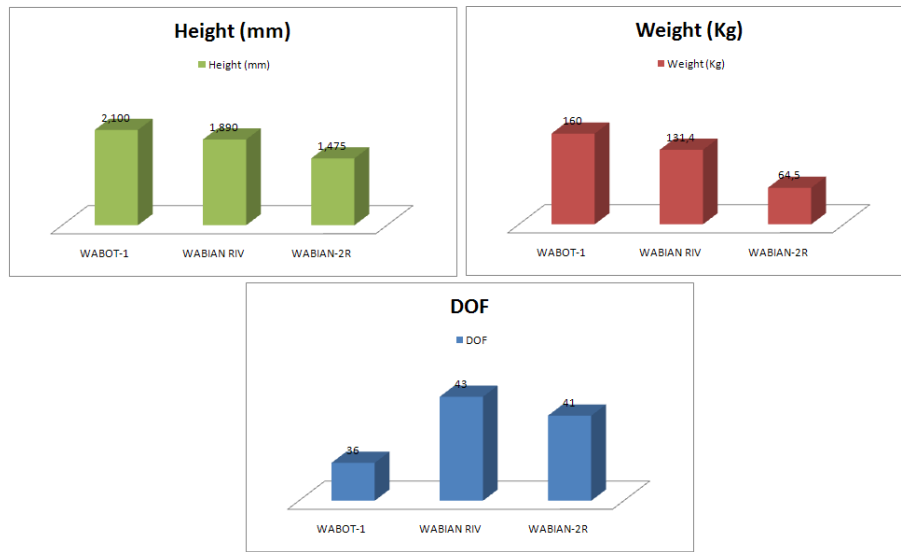 Height (mm)
Height (mm)
2,100
1,890
1,475
WABOT-1 WABIAN RIV WABIAN-2R
Weight (Kg)
Weight (Kg)
160
131,4
64,5
WABOT-1 WABIAN RIV WABIAN-2R
DOF
DOF
36
43
41
WABOT-1 WABIAN RIV WABIAN-2R